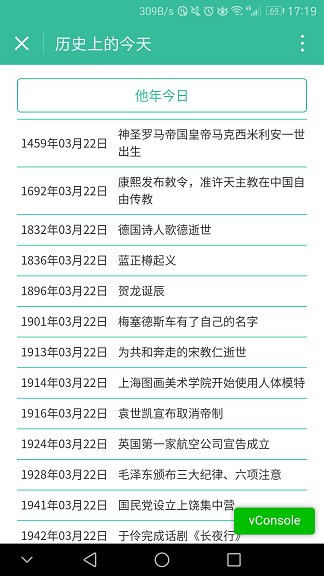 309B/s 4G 69 17:19
历史上的今天
他年今日
1459年03月22日 神圣罗马帝国皇帝马克西米利安一世
出生
1692年03月22日 康熙发布敕令，准许天主教在中国自
由传教
1832年03月22日 德国诗人歌德逝世
1836年03月22日 蓝正樽起义
1896年03月22日 贺龙诞辰
1901年03月22日 梅塞德斯车有了自己的名字
1913年03月22日 为共和奔走的宋教仁逝世
1914年03月22日 上海图画美术学院开始使用人体模特
1916年03月22日 袁世凯宣布取消帝制
1924年03月22日 英国第一家航空公司宣告成立
1928年03月22日 毛泽东颁布三大纪律、六项注意
1941年03月22日 国民党设立上饶集中营
1942年03月22日 于伶完成话剧《长夜行》
vConsole